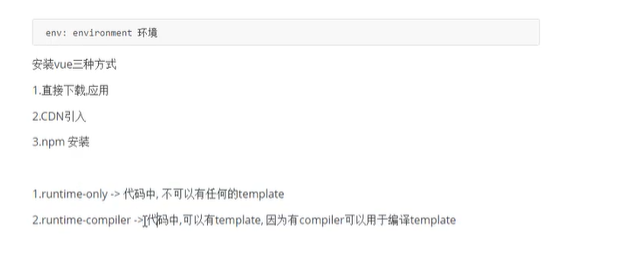 env: environment 环境
安装vue三种方式
1.直接下载,应用
2.CDN引入
3.npm 安装
1.runtime-only -> 代码中, 不可以有任何的template
2.runtime-compiler -> 代码中,可以有template, 因为有compiler可以用于编译template